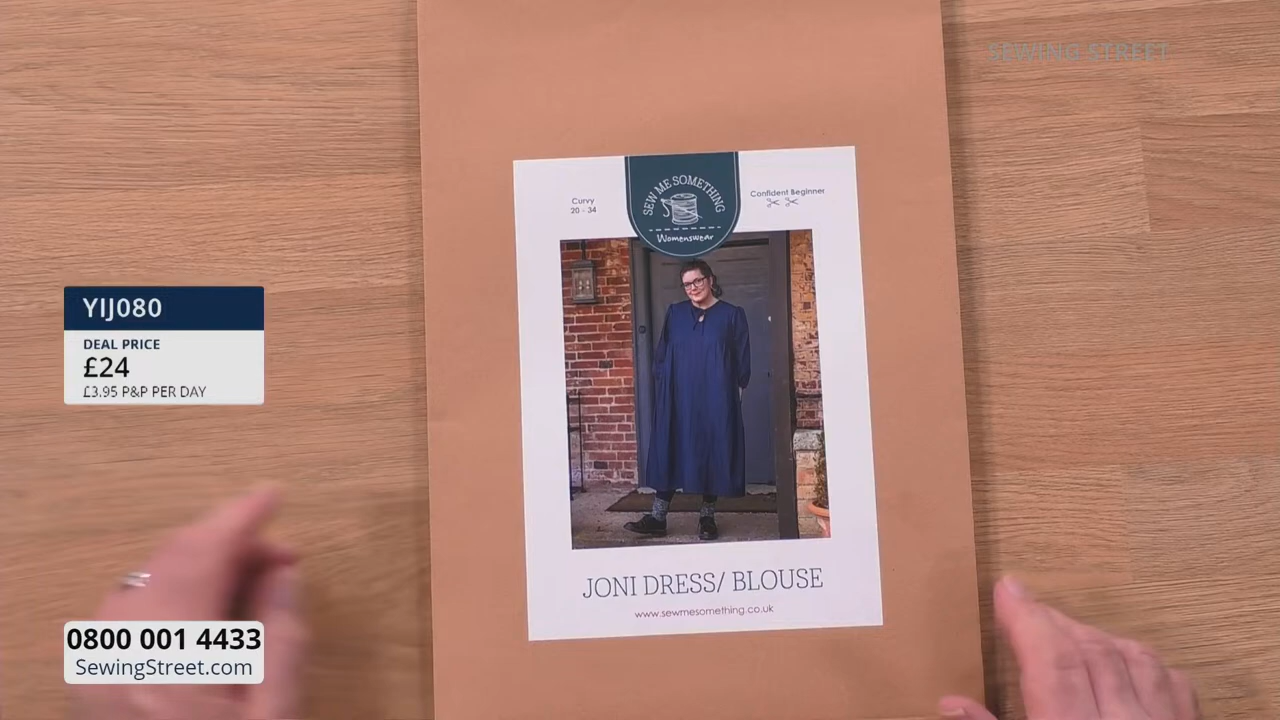 SEWING STREET
Curvy
20 - 34
SEW ME SOMETHING
Womenswear
Confident Beginner
YIJ080
DEAL PRICE
£24
£3.95 P&P PER DAY
JONI DRESS/ BLOUSE
www.sewmesomething.co.uk
0800 001 4433
SewingStreet.com